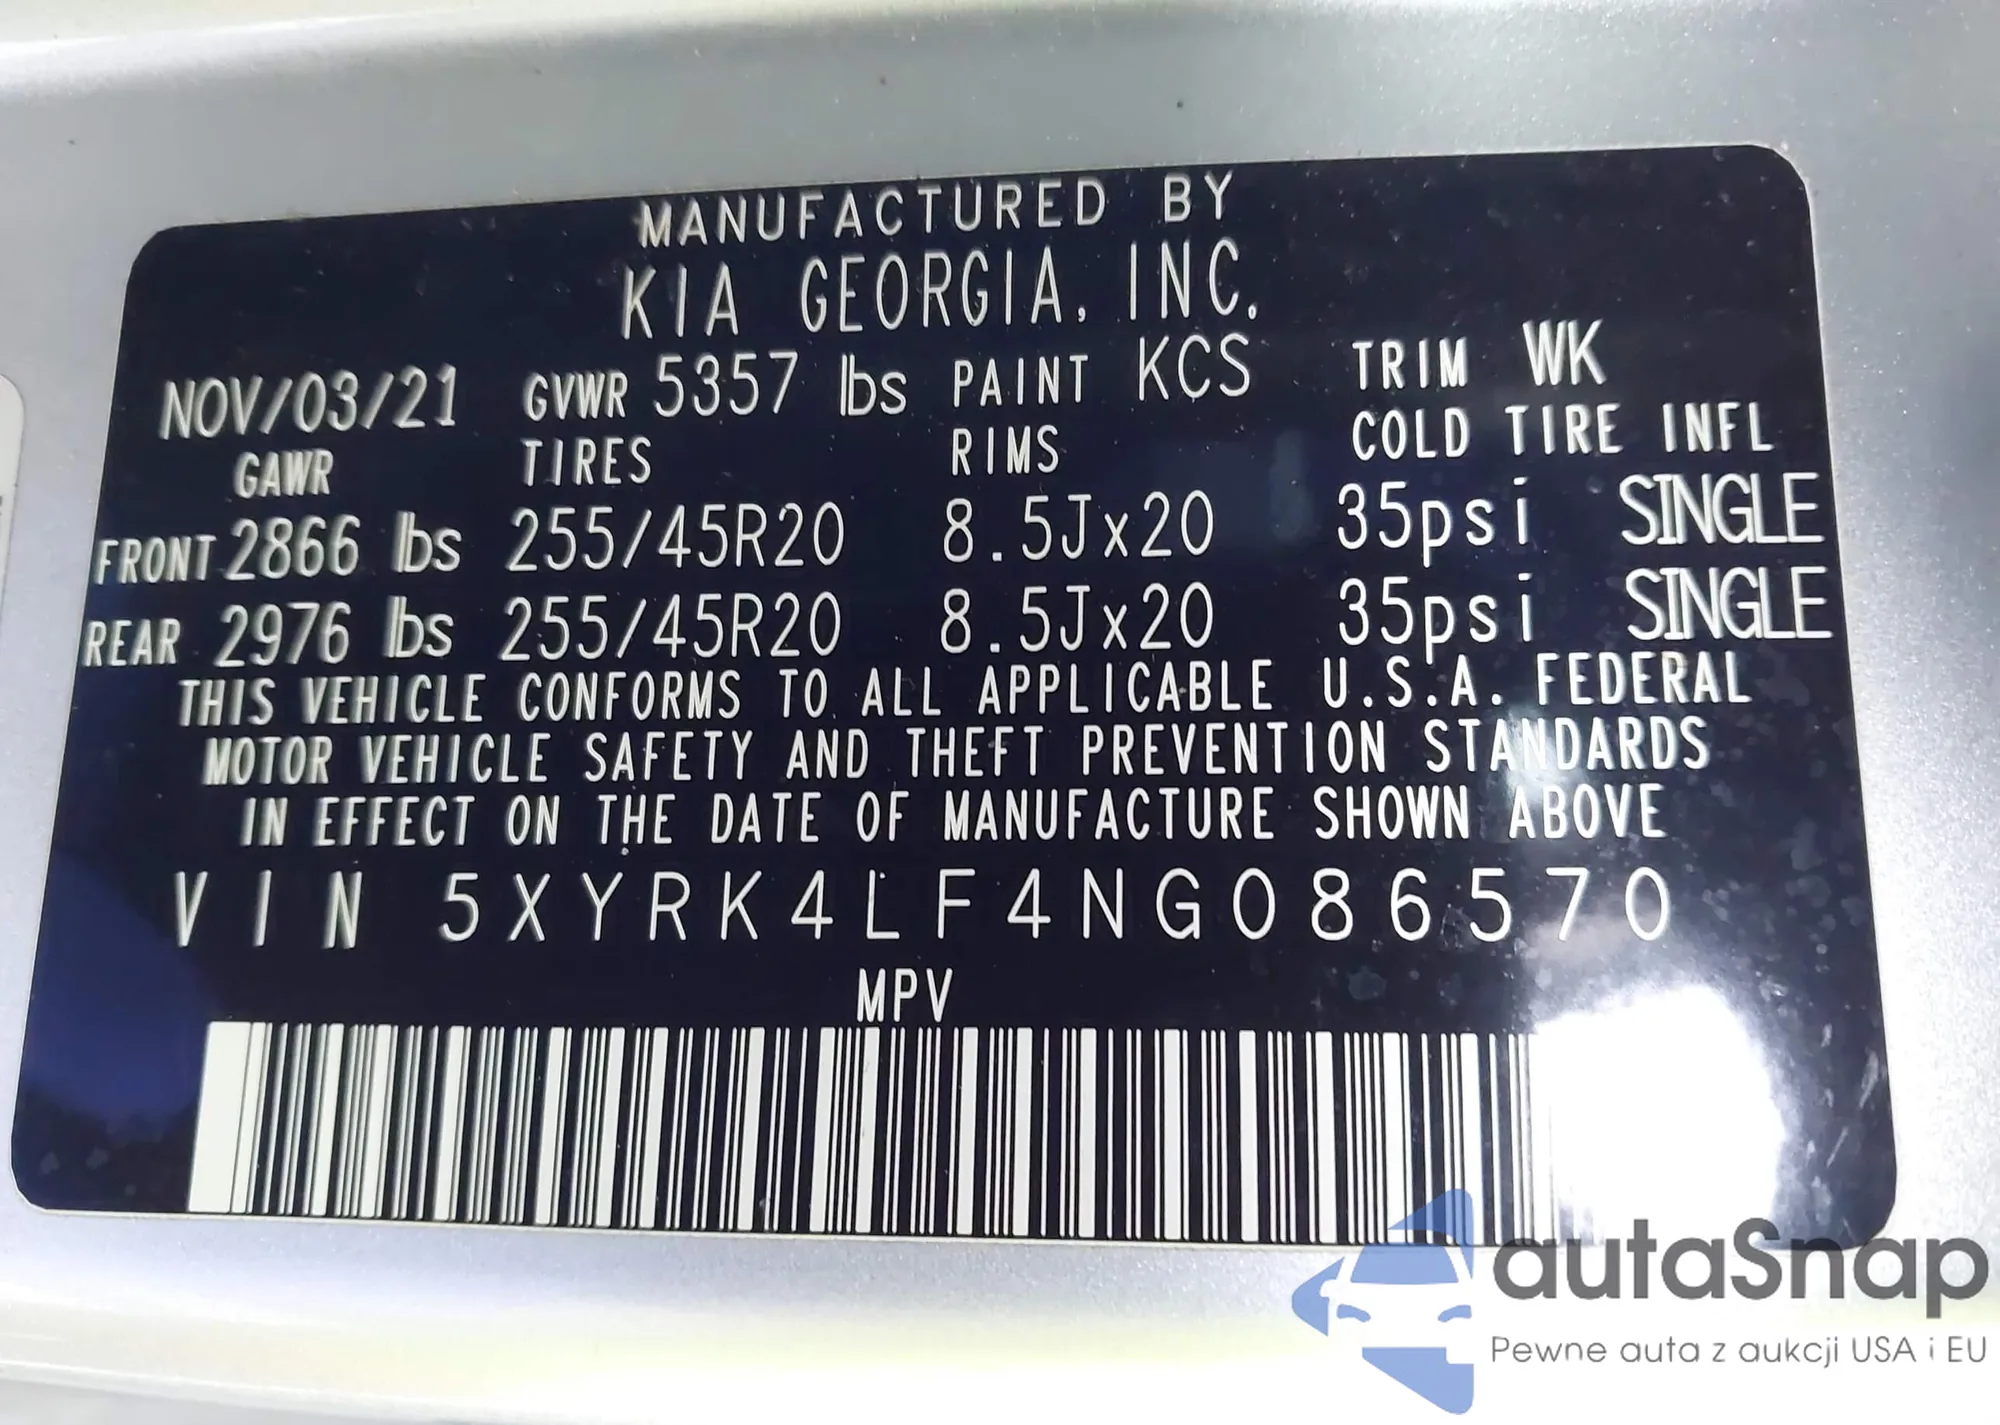 MANUFACTURED BY
KIA GEORGIA, INC.
NOV/03/21 GVWR 5357 lbs PAINT KCS TRIM WK
GAWR TIRES RIMS COLD TIRE INFL
FRONT 2866 lbs 255/45R20 8.5Jx20 35psi SINGLE
REAR 2976 lbs 255/45R20 8.5Jx20 35psi SINGLE
THIS VEHICLE CONFORMS TO ALL APPLICABLE U.S.A. FEDERAL
MOTOR VEHICLE SAFETY AND THEFT PREVENTION STANDARDS
IN EFFECT ON THE DATE OF MANUFACTURE SHOWN ABOVE
VIN 5XYRK4LF4NG086570
MPV
autaSnap
Pewne auta z aukcji USA i EU